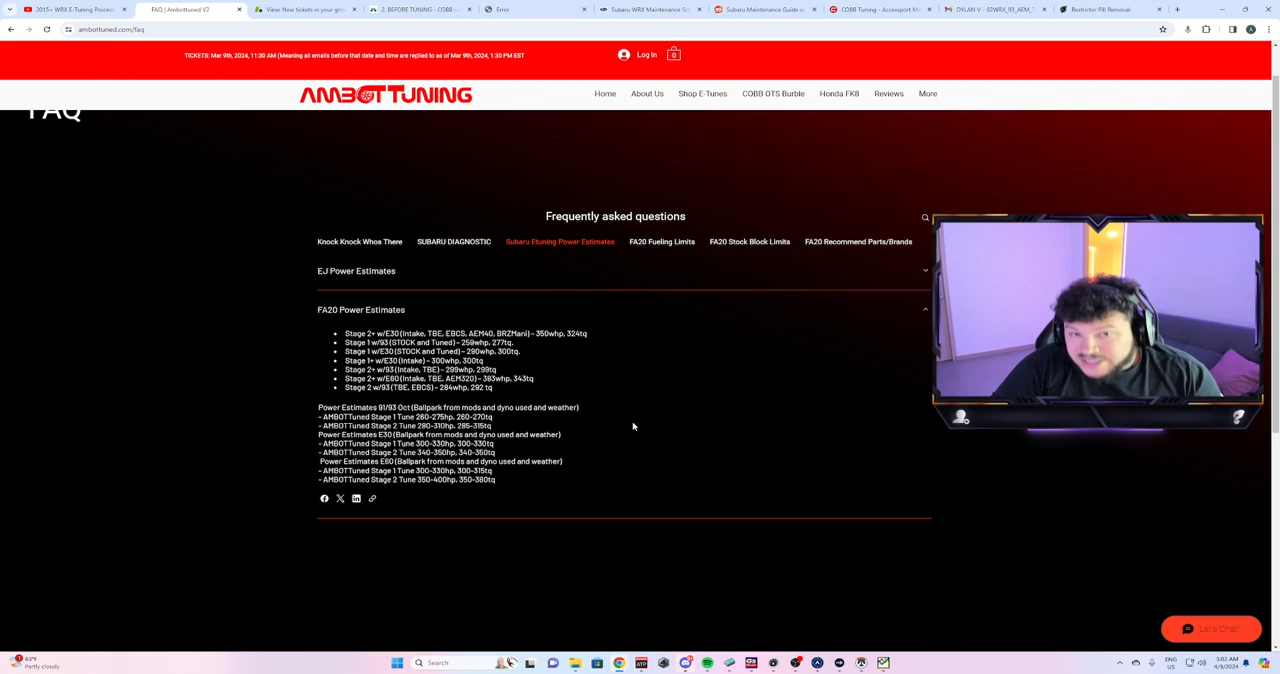 2015+ WRX E-Tuning Process
FAQ | Ambottuned V2
View: New tickets in your gro
2. BEFORE TUNING – COBB – 
Error
Subaru WRX Maintenance Sc
Subaru Maintenance Guide o
COBB Tuning - Accessport M
DYLAN V - 02WRX_93_AEM_
Restrictor Pill Removal
ambottuned.com/faq
TICKETS: Mar 9th, 2024, 11:30 AM (Meaning all emails before that date and time are replied to as of Mar 9th, 2024, 1:30 PM EST
Log In
0
AMBOTTUNING
Home
About Us
Shop E-Tunes
COBB OTS Burble
Honda FK8
Reviews
More
FAQ
Frequently asked questions
Knock Knock Whos There
SUBARU DIAGNOSTIC
Subaru Etuning Power Estimates
FA20 Fueling Limits
FA20 Stock Block Limits
FA20 Recommend Parts/Brands
EJ Power Estimates
FA20 Power Estimates
• Stage 2+ w/E30 (Intake, TBE, EBCS, AEM40, BRZMani) – 350whp, 324tq
• Stage 1 w/93 (STOCK and Tuned) – 259whp, 277tq.
• Stage 1 w/E30 (STOCK and Tuned) – 290whp, 300tq.
• Stage 1+ w/E30 (Intake) – 300whp, 300tq
• Stage 2+ w/93 (Intake, TBE) – 299whp, 299tq
• Stage 2+ w/E60 (Intake, TBE, AEM320) – 383whp, 343tq
• Stage 2 w/93 (TBE, EBCS) – 284whp, 292 tq
Power Estimates 91/93 Oct (Ballpark from mods and dyno used and weather)
- AMBOTTuned Stage 1 Tune 260-275hp, 260-270tq
- AMBOTTuned Stage 2 Tune 280-310hp, 285-315tq
Power Estimates E30 (Ballpark from mods and dyno used and weather)
- AMBOTTuned Stage 1 Tune 300-330hp, 300-330tq
- AMBOTTuned Stage 2 Tune 340-350hp, 340-350tq
Power Estimates E60 (Ballpark from mods and dyno used and weather)
- AMBOTTuned Stage 1 Tune 300-330hp, 300-315tq
- AMBOTTuned Stage 2 Tune 350-400hp, 350-380tq
Let's Chat!
63°F
Partly cloudy
Search
ENG
US
5:02 AM
4/3/2024